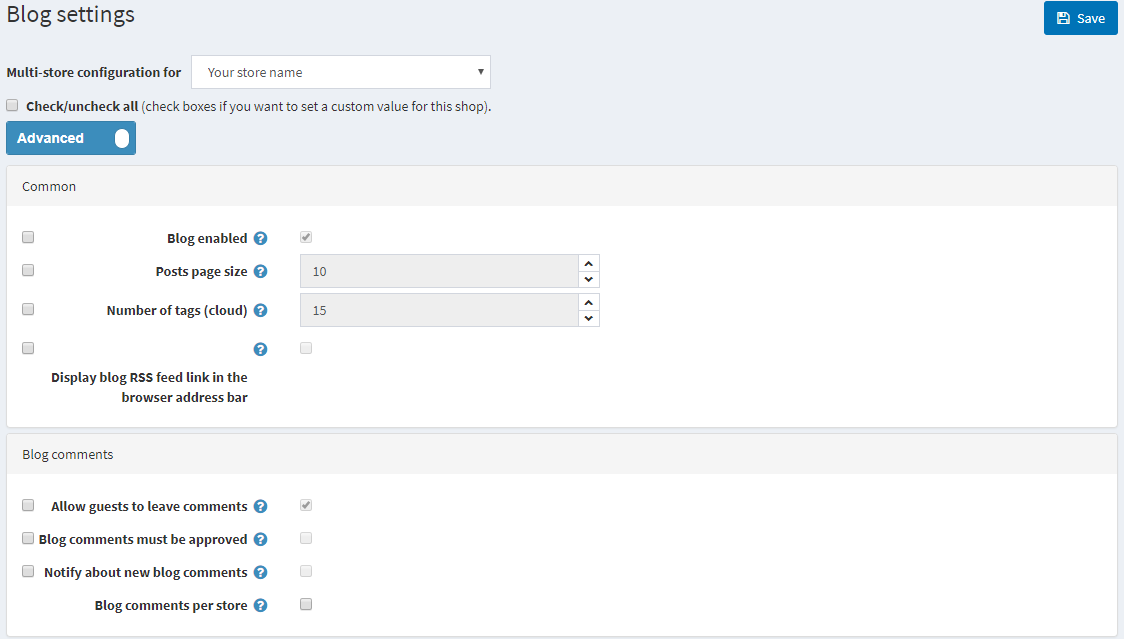 Blog settings
Save
Multi-store configuration for Your store name
Check/uncheck all (check boxes if you want to set a custom value for this shop).
Advanced
Common
Blog enabled ?
Posts page size ? 10
Number of tags (cloud) ? 15
?
Display blog RSS feed link in the
browser address bar
Blog comments
Allow guests to leave comments ?
Blog comments must be approved ?
Notify about new blog comments ?
Blog comments per store ?